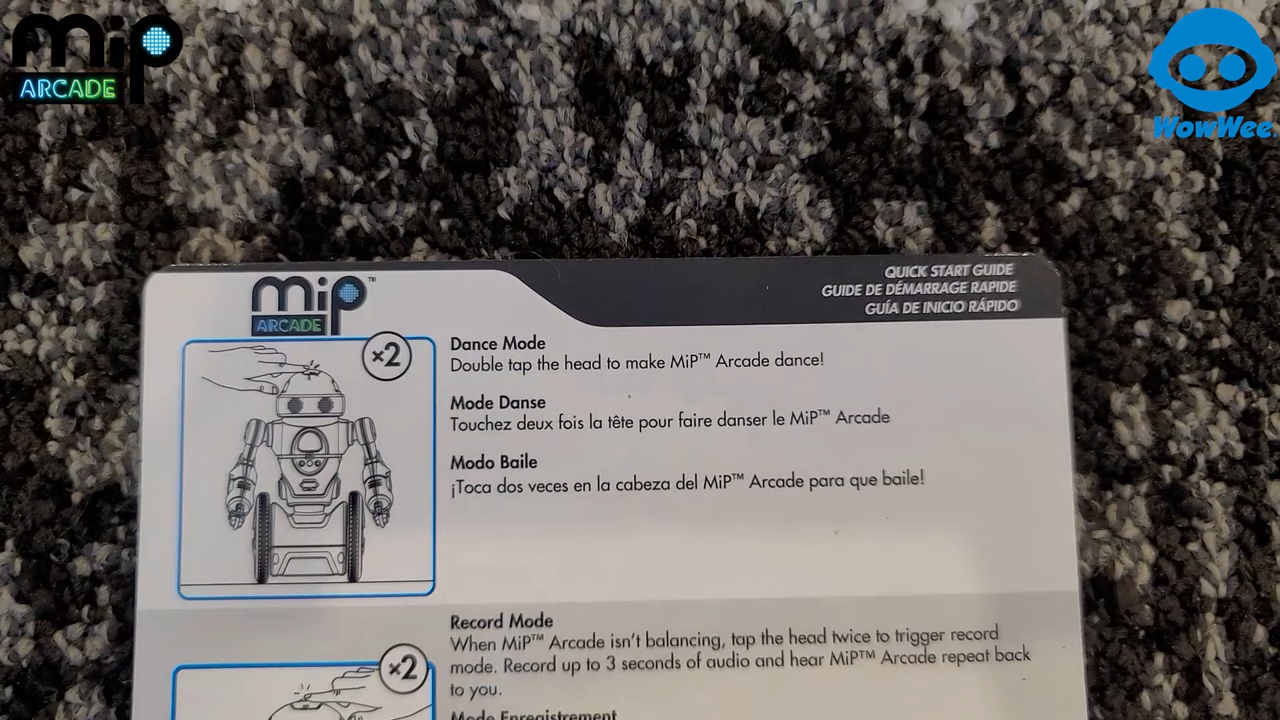 mip
ARCADE
WowWee
mip™
ARCADE
QUICK START GUIDE
GUIDE DE DÉMARRAGE RAPIDE
GUÍA DE INICIO RÁPIDO
×2
Dance Mode
Double tap the head to make MiP™ Arcade dance!
Mode Danse
Touchez deux fois la tête pour faire danser le MiP™ Arcade
Modo Baile
¡Toca dos veces en la cabeza del MiP™ Arcade para que baile!
×2
Record Mode
When MiP™ Arcade isn't balancing, tap the head twice to trigger record
mode. Record up to 3 seconds of audio and hear MiP™ Arcade repeat back
to you.
Mode Enregistrement